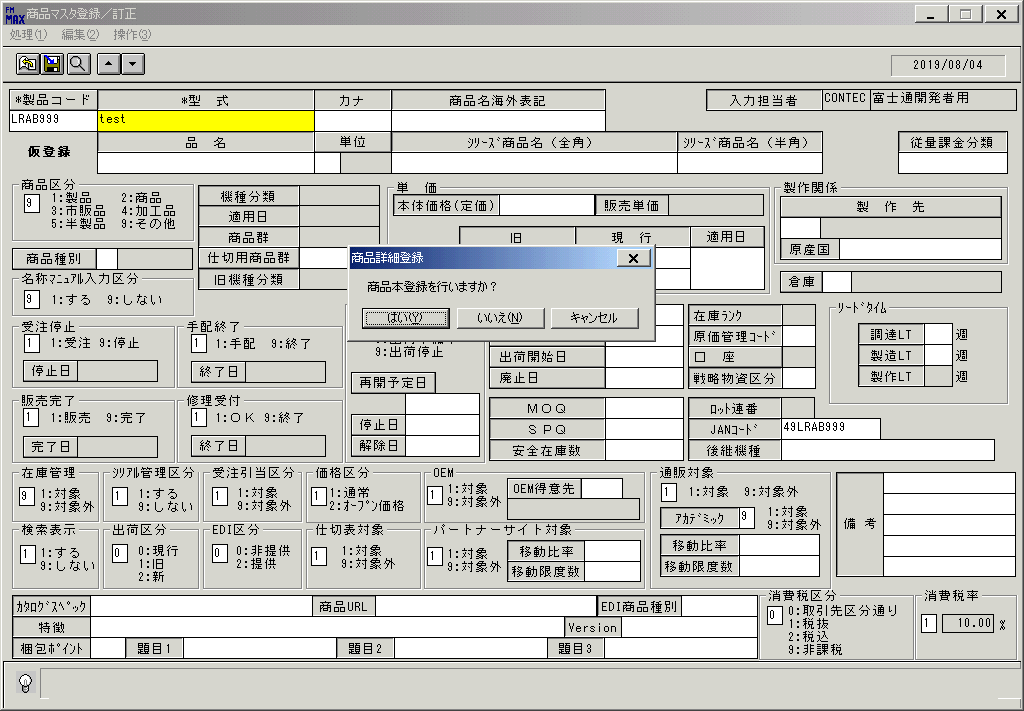 FM MAX 商品マスタ登録／訂正
処理(1) 編集(2) 操作(3)
2019/08/04
*製品コード *型　式 カナ 商品名海外表記 入力担当者 CONTEC 富士通開発者用
LRAB999 test
仮登録 品　名 単位 ｼﾘｰｽﾞ商品名（全角） ｼﾘｰｽﾞ商品名（半角） 従量課金分類
商品区分
9 1:製品 2:商品
3:市販品 4:加工品
5:半製品 9:その他
商品種別
名称ﾏﾆｭｱﾙ入力区分
9 1:する 9:しない
機種分類
適用日
商品群
仕切用商品群
旧機種分類
単　価
本体価格(定価) 販売単価
旧 現　行 適用日
製作関係
製　作　先
原産国
倉庫
商品詳細登録
商品本登録を行いますか？
はい(Y) いいえ(N) キャンセル
受注停止
1 1:受注 9:停止
停止日
手配終了
1 1:手配 9:終了
終了日
9:出荷停止
再開予定日
停止日
解除日
出荷開始日
廃止日
ＭＯＱ
ＳＰＱ
安全在庫数
在庫ﾗﾝｸ
原価管理ｺｰﾄﾞ
口　座
戦略物資区分
ﾘｰﾄﾞﾀｲﾑ
調達LT 週
製造LT 週
製作LT 週
販売完了
1 1:販売 9:完了
完了日
修理受付
1 1:ＯＫ 9:終了
終了日
ﾛｯﾄ連番
JANｺｰﾄﾞ 49LRAB999
後継機種
在庫管理
9 1:対象
9:対象外
ｼﾘｱﾙ管理区分
1 1:する
9:しない
受注引当区分
1 1:対象
9:対象外
価格区分
1 1:通常
2:ｵｰﾌﾟﾝ価格
OEM
1 1:対象
9:対象外
OEM得意先
通販対象
1 1:対象 9:対象外
ｱｶﾃﾞﾐｯｸ 9 1:対象
9:対象外
移動比率
移動限度数
備考
検索表示
1 1:する
9:しない
出荷区分
0 0:現行
1:旧
2:新
EDI区分
0 0:非提供
2:提供
仕切表対象
1 1:対象
9:対象外
パートナーサイト対象
1 1:対象
9:対象外
移動比率
移動限度数
ｶﾀﾛｸﾞｽﾍﾟｯｸ 商品URL EDI商品種別
特徴 Version
梱包ﾎﾟｲﾝﾄ 題目1 題目2 題目3
消費税区分
0 0:取引先区分通り
1:税抜
2:税込
9:非課税
消費税率
1 10.00 %